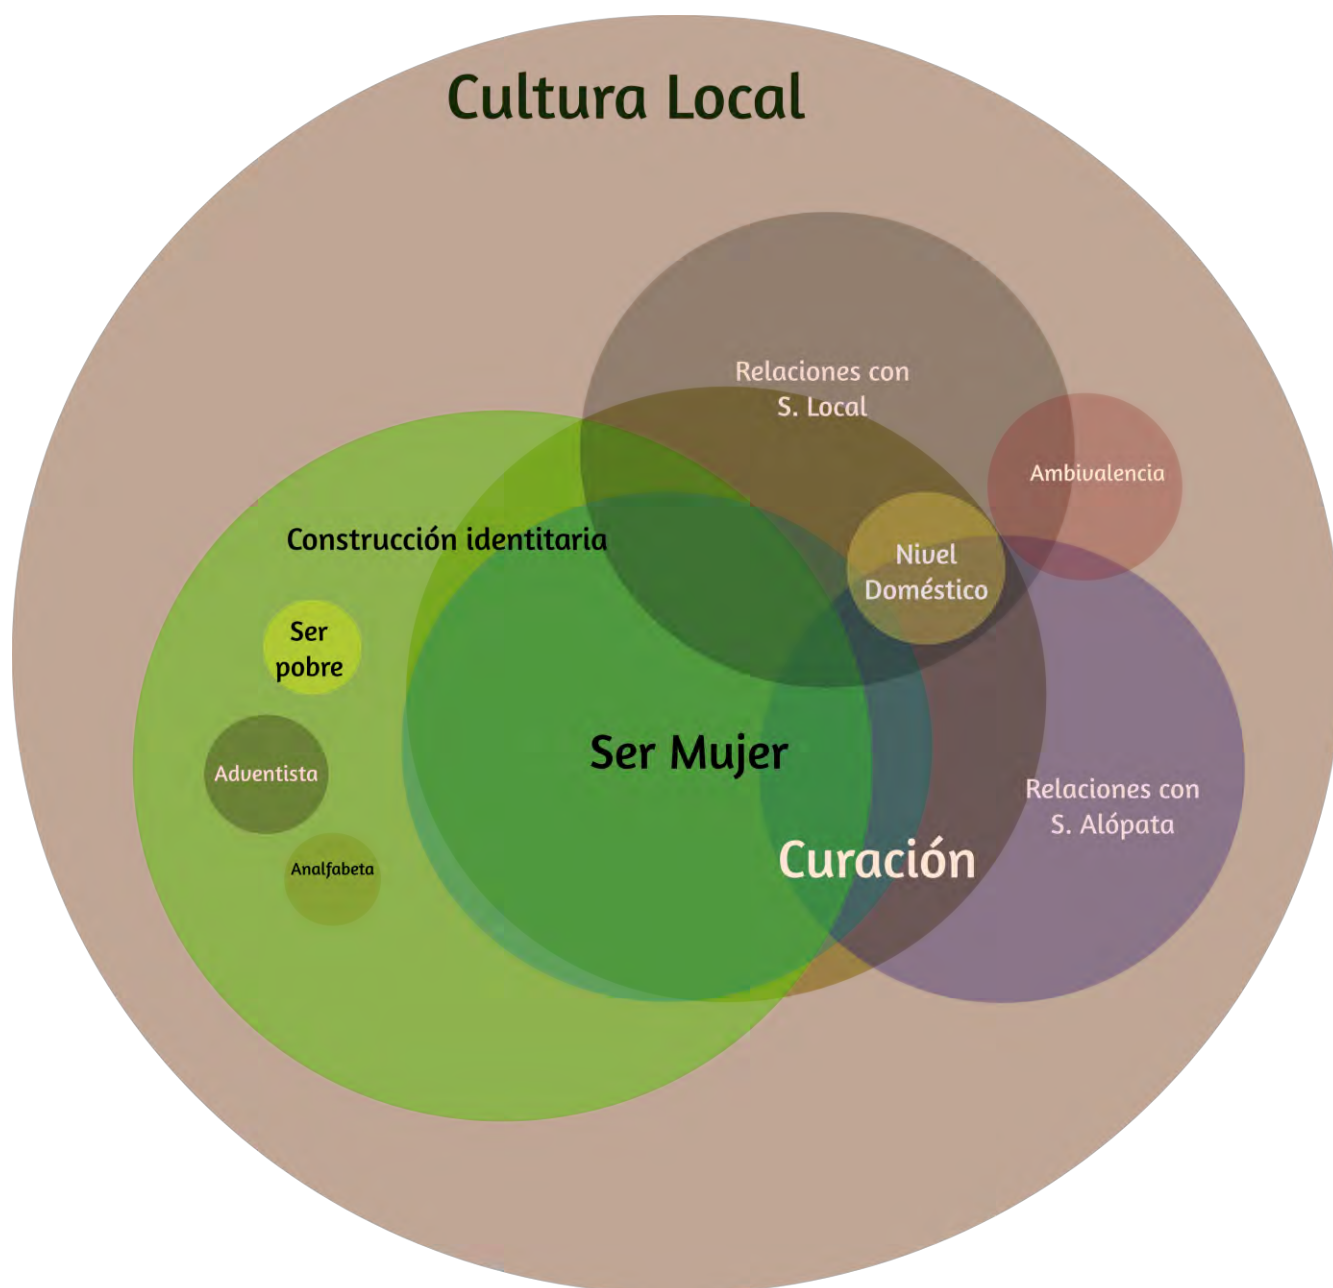 Cultura Local
Relaciones con
S. Local
Ambivalencia
Construcción identitaria
Nivel
Doméstico
Ser
pobre
Ser Mujer
Adventista
Relaciones con
S. Alópata
Curación
Analfabeta